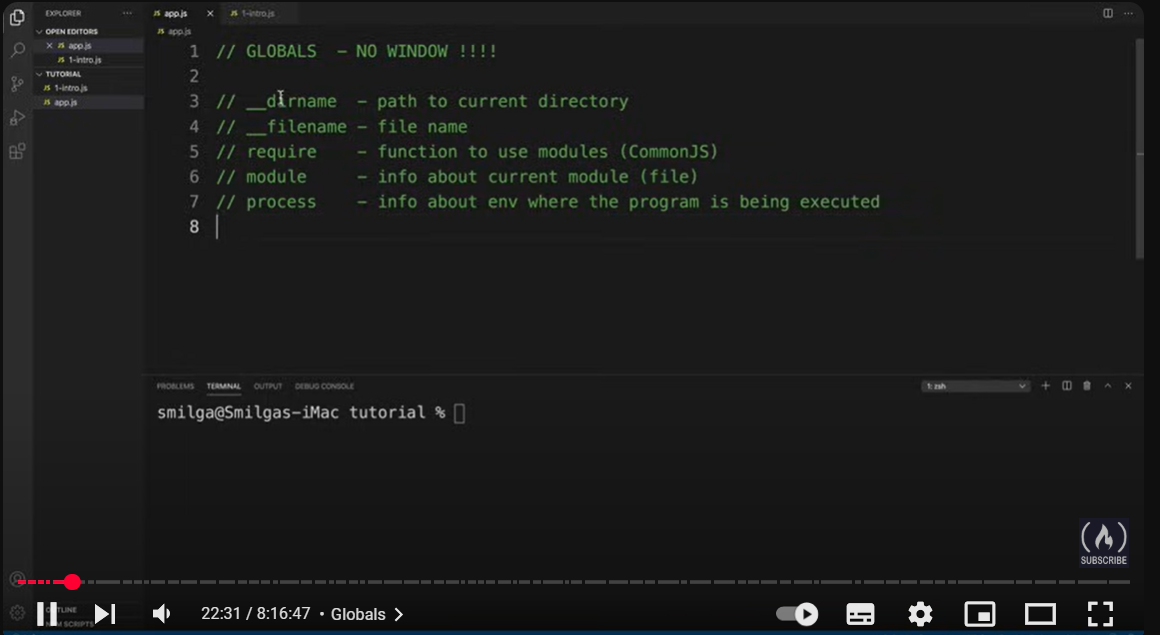 EXPLORER
OPEN EDITORS
JS app.js
JS 1-intro.js
TUTORIAL
JS 1-intro.js
JS app.js
JS app.js JS 1-intro.js
JS app.js
1 // GLOBALS – NO WINDOW !!!!
2
3 // __dirname – path to current directory
4 // __filename – file name
5 // require – function to use modules (CommonJS)
6 // module – info about current module (file)
7 // process – info about env where the program is being executed
8
PROBLEMS TERMINAL OUTPUT DEBUG CONSOLE
1: zsh
smilga@Smilgas-iMac tutorial %
SUBSCRIBE
22:31 / 8:16:47 • Globals
NPM SCRIPTS